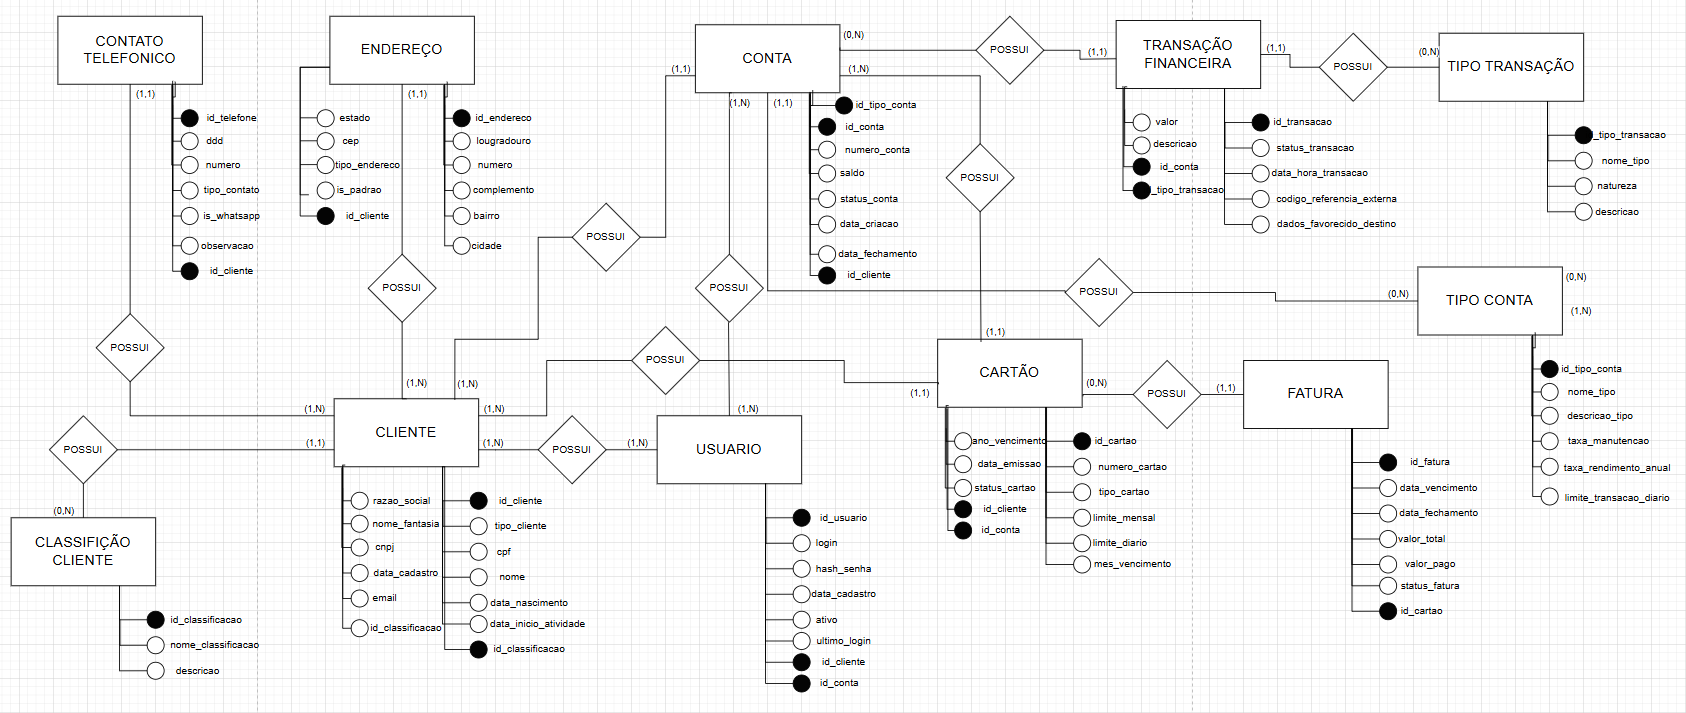 CONTATO
TELEFONICO
(1,1)
id_telefone
ddd
numero
tipo_contato
is_whatsapp
observacao
id_cliente
POSSUI
(1,N)
ENDEREÇO
(1,1)
estado
cep
tipo_endereco
is_padrao
id_cliente
id_endereco
lougradouro
numero
complemento
bairro
cidade
POSSUI
(1,N)
CONTA
(1,1)
(0,N)
(1,N)
(1,N)
(1,1)
id_tipo_conta
id_conta
numero_conta
saldo
status_conta
data_criacao
data_fechamento
id_cliente
POSSUI
(1,N)
POSSUI
POSSUI
POSSUI
(1,1)
TRANSAÇÃO
FINANCEIRA
(1,1)
valor
descricao
id_conta
_tipo_transacao
id_transacao
status_transacao
data_hora_transacao
codigo_referencia_externa
dados_favorecido_destino
POSSUI
(0,N)
TIPO TRANSAÇÃO
_tipo_transacao
nome_tipo
natureza
descricao
POSSUI
(0,N)
TIPO CONTA
(0,N)
(1,N)
id_tipo_conta
nome_tipo
descricao_tipo
taxa_manutencao
taxa_rendimento_anual
limite_transacao_diario
(1,1)
CARTÃO
(1,1)
(0,N)
ano_vencimento
data_emissao
status_cartao
id_cliente
id_conta
id_cartao
numero_cartao
tipo_cartao
limite_mensal
limite_diario
mes_vencimento
POSSUI
(1,1)
FATURA
id_fatura
data_vencimento
data_fechamento
valor_total
valor_pago
status_fatura
id_cartao
POSSUI
(1,N)
CLIENTE
(1,1)
(1,N)
razao_social
nome_fantasia
cnpj
data_cadastro
email
id_classificacao
id_cliente
tipo_cliente
cpf
nome
data_nascimento
data_inicio_atividade
id_classificacao
POSSUI
(1,N)
(1,N)
USUARIO
id_usuario
login
hash_senha
data_cadastro
ativo
ultimo_login
id_cliente
id_conta
POSSUI
(0,N)
CLASSIFIÇÃO
CLIENTE
id_classificacao
nome_classificacao
descricao